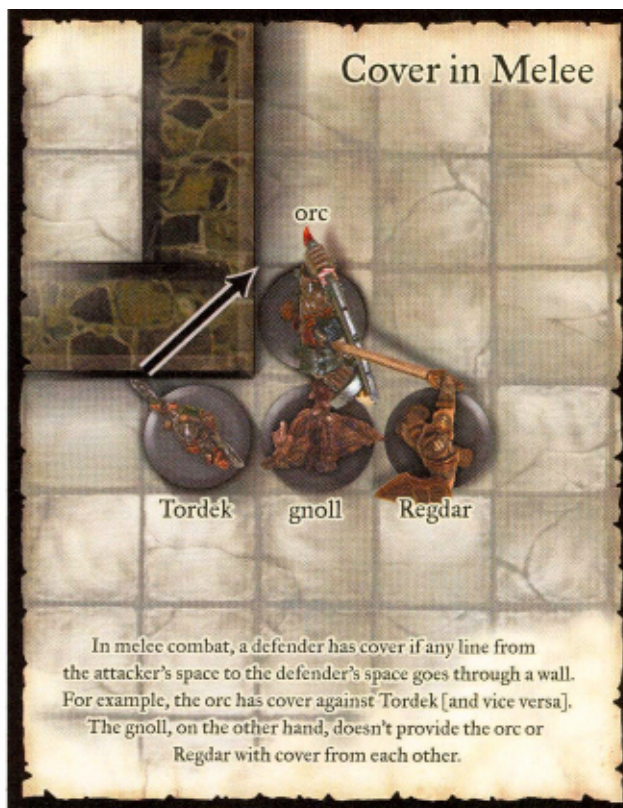 Cover in Melee
orc
Tordek
gnoll
Regdar
In melee combat, a defender has cover if any line from
the attacker's space to the defender's space goes through a wall.
For example, the orc has cover against Tordek [and vice versa].
The gnoll, on the other hand, doesn't provide the orc or
Regdar with cover from each other.